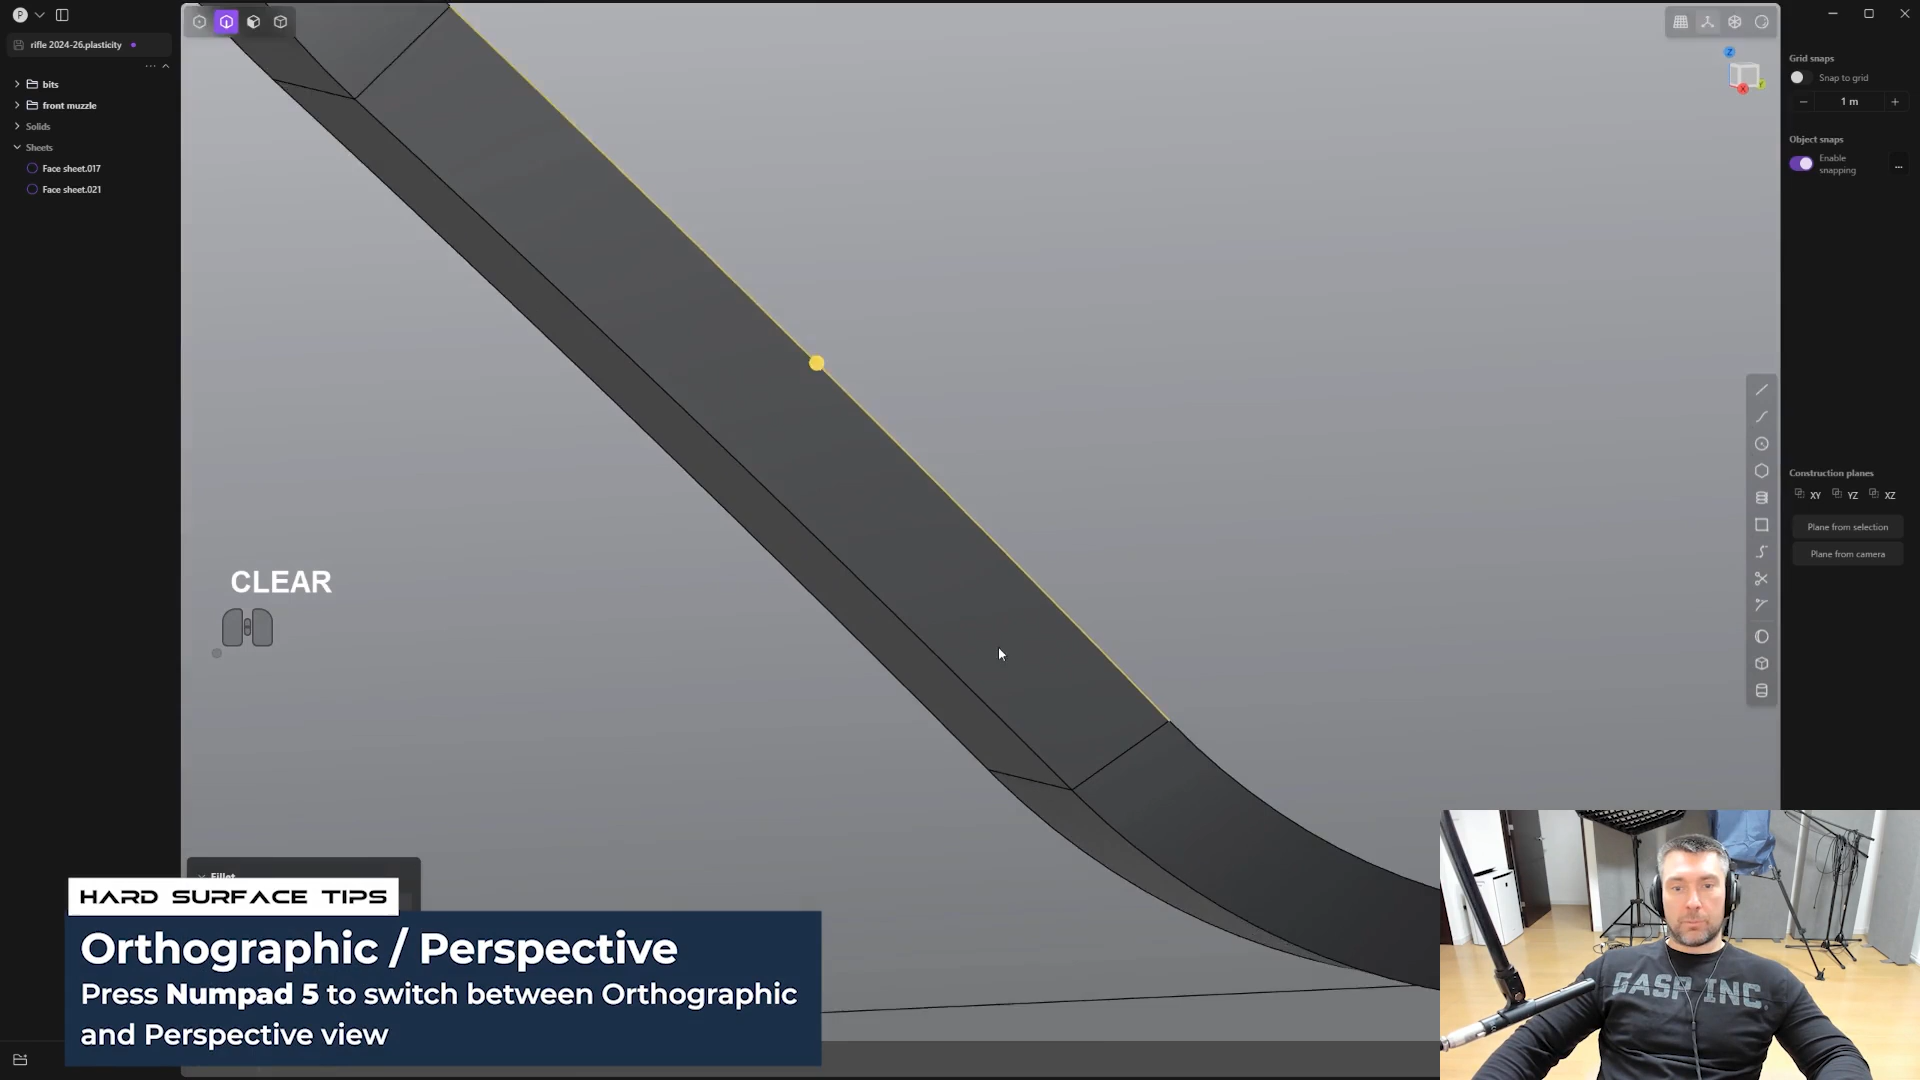 rifle 2024-26.plasticity
bits
front muzzle
Solids
Sheets
Face sheet.017
Face sheet.021
CLEAR
Fillet
HARD SURFACE TIPS
Orthographic / Perspective
Press Numpad 5 to switch between Orthographic
and Perspective view
Z
Y
X
Grid snaps
Snap to grid
1 m
Object snaps
Enable
snapping
Construction planes
XY YZ XZ
Plane from selection
Plane from camera
GASP INC.